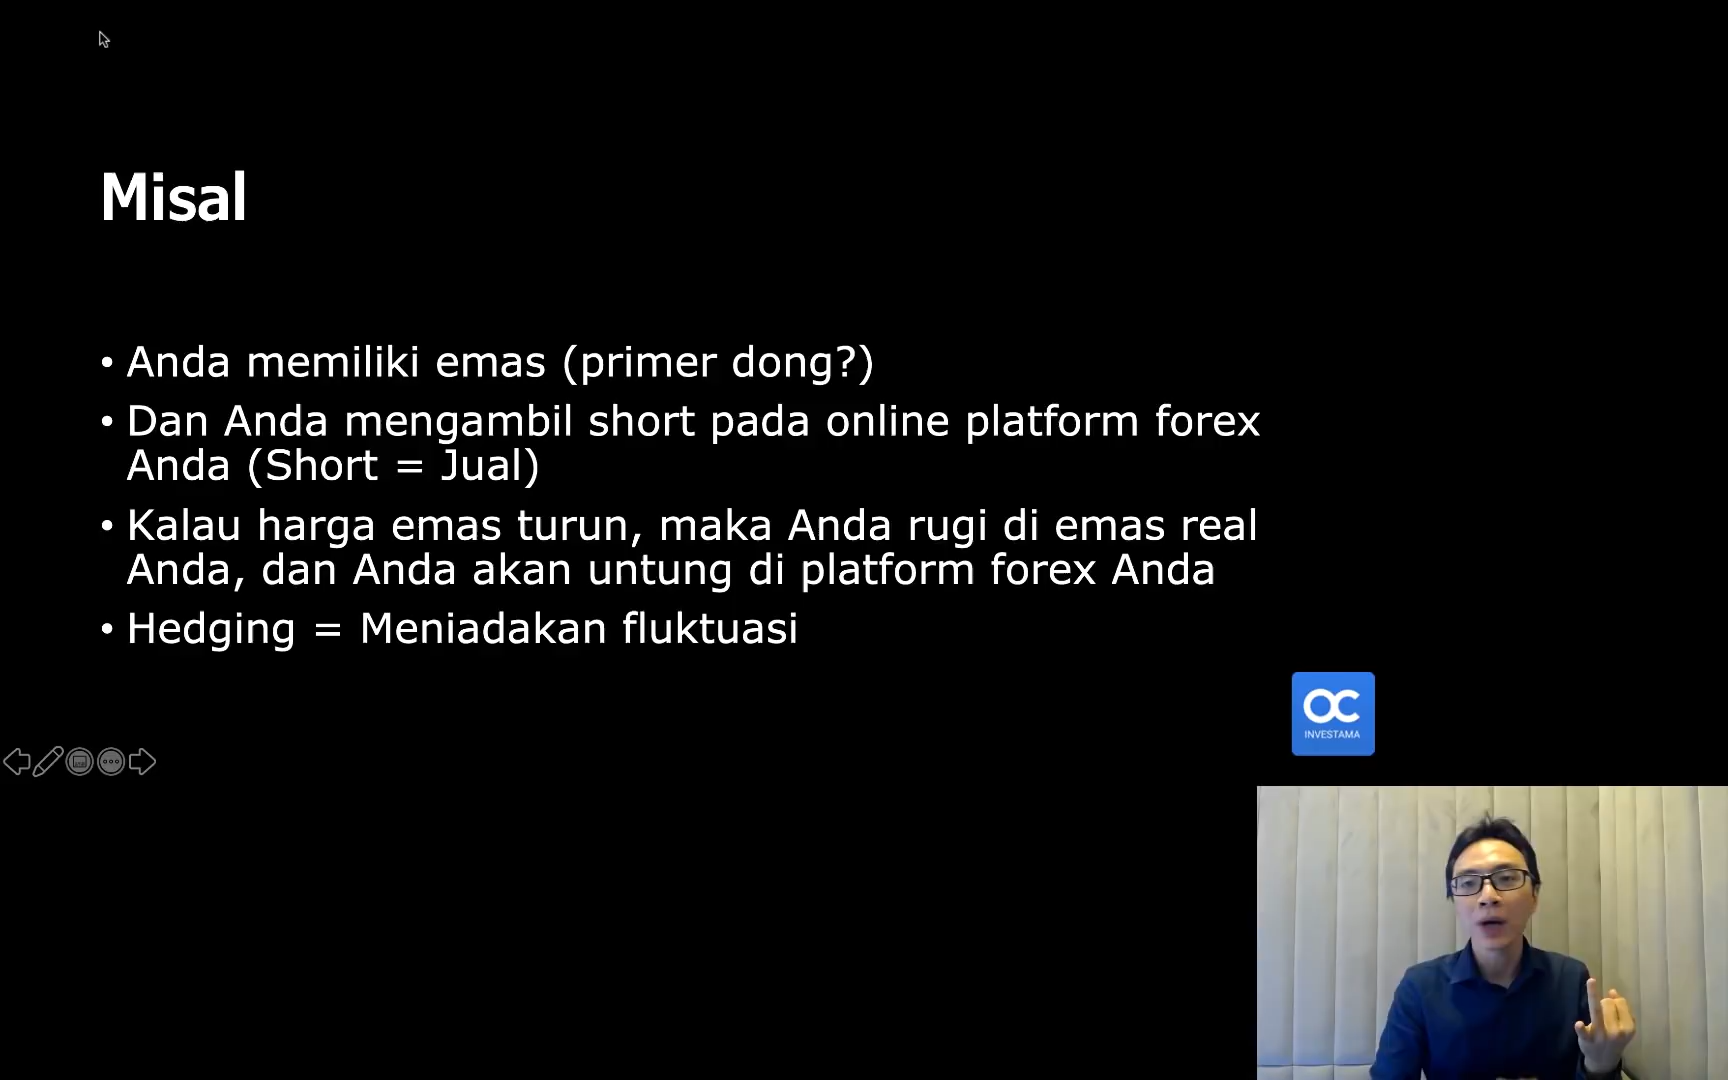 Misal
• Anda memiliki emas (primer dong?)
• Dan Anda mengambil short pada online platform forex
Anda (Short = Jual)
• Kalau harga emas turun, maka Anda rugi di emas real
Anda, dan Anda akan untung di platform forex Anda
• Hedging = Meniadakan fluktuasi
OC
INVESTAMA